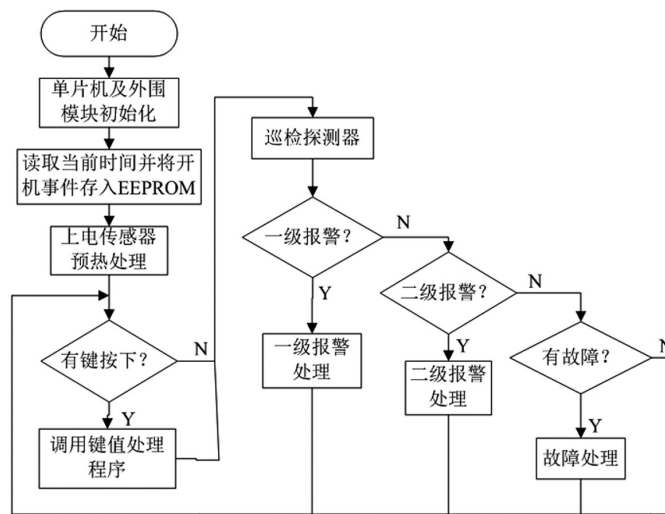 开始
单片机及外围
模块初始化
读取当前时间并将开
机事件存入EEPROM
上电传感器
预热处理
有键按下？
N
Y
调用键值处理
程序
巡检探测器
一级报警？
N
Y
一级报警
处理
二级报警？
N
Y
二级报警
处理
有故障？
N
Y
故障处理